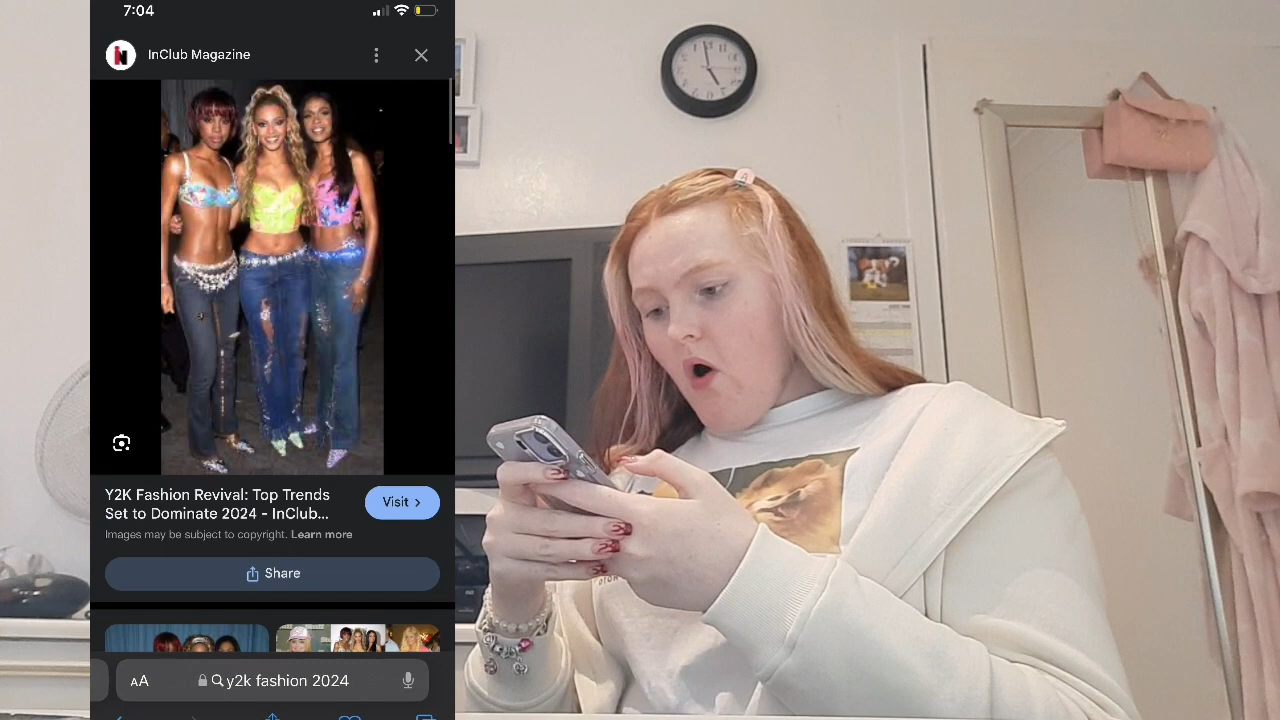 7:04
iN
InClub Magazine
Y2K Fashion Revival: Top Trends
Set to Dominate 2024 - InClub...
Visit >
Images may be subject to copyright. Learn more
Share
AA
y2k fashion 2024